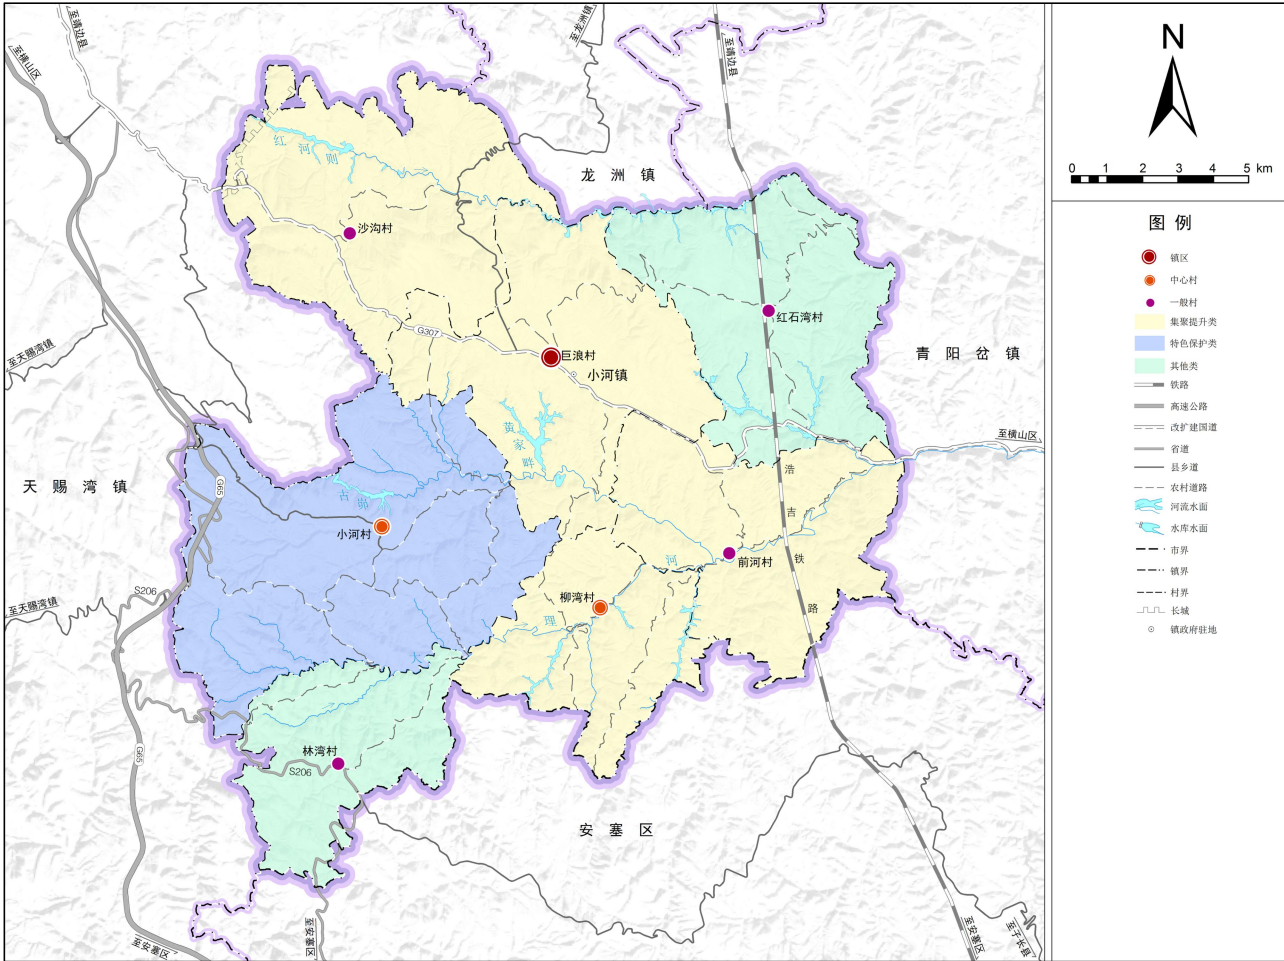 至横山区
至靖边县
至龙洲镇
至靖边县
N
0 1 2 3 4 5 km
龙洲镇
红河则
沙沟村
红石湾村
G307
巨浪村
小河镇
青阳岔镇
至天赐湾镇
至横山区
天赐湾镇
G65
黄家畔
古
小河村
浩吉铁路
前河村
河
柳湾村
理
S206
至天赐湾镇
林湾村
S206
G65
安塞区
至安塞区
至安塞区
至安塞区
至子长县
图例
镇区
中心村
一般村
集聚提升类
特色保护类
其他类
铁路
高速公路
改扩建国道
省道
县乡道
农村道路
河流水面
水库水面
市界
镇界
村界
长城
镇政府驻地